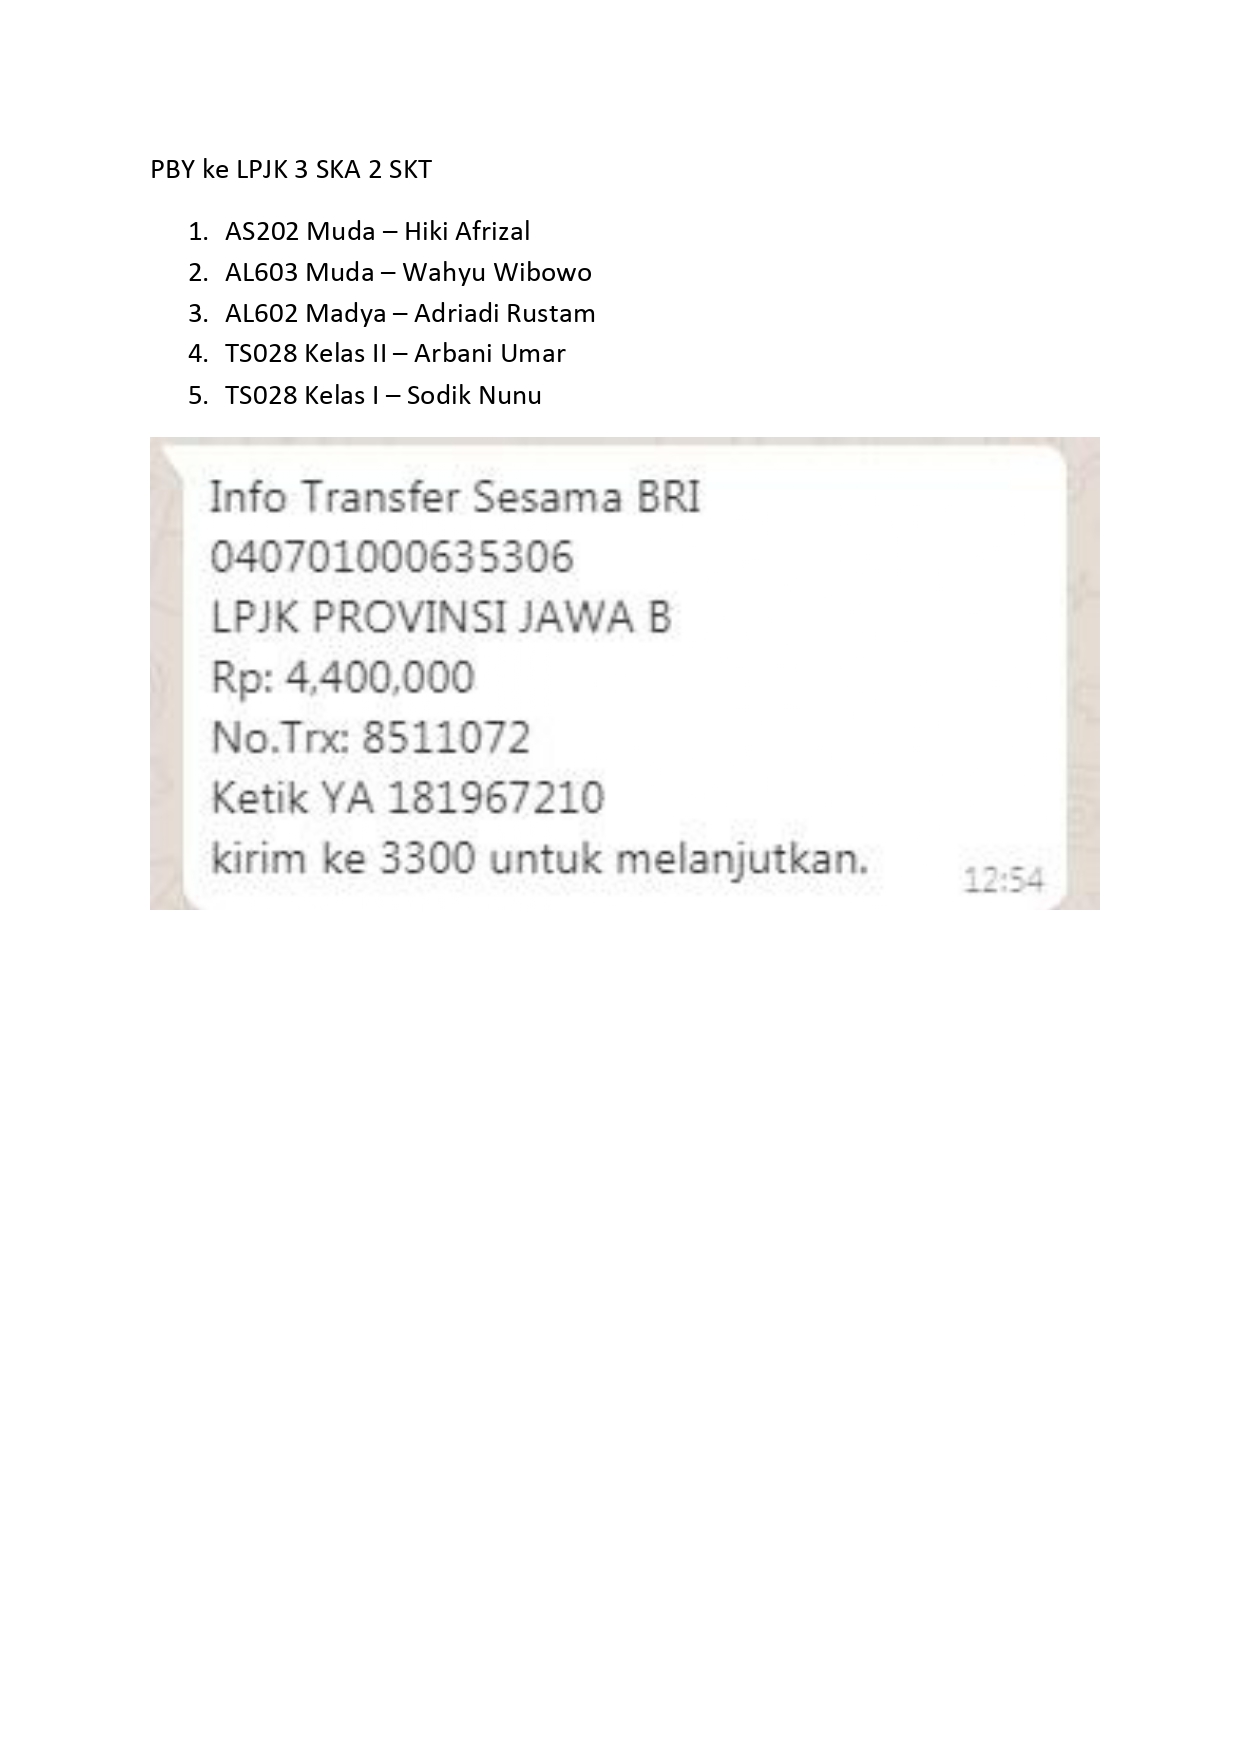 PBY ke LPJK 3 SKA 2 SKT
1. AS202 Muda – Hiki Afrizal
2. AL603 Muda – Wahyu Wibowo
3. AL602 Madya – Adriadi Rustam
4. TS028 Kelas II – Arbani Umar
5. TS028 Kelas I – Sodik Nunu
Info Transfer Sesama BRI
040701000635306
LPJK PROVINSI JAWA B
Rp: 4,400,000
No.Trx: 8511072
Ketik YA 181967210
kirim ke 3300 untuk melanjutkan.
12:54